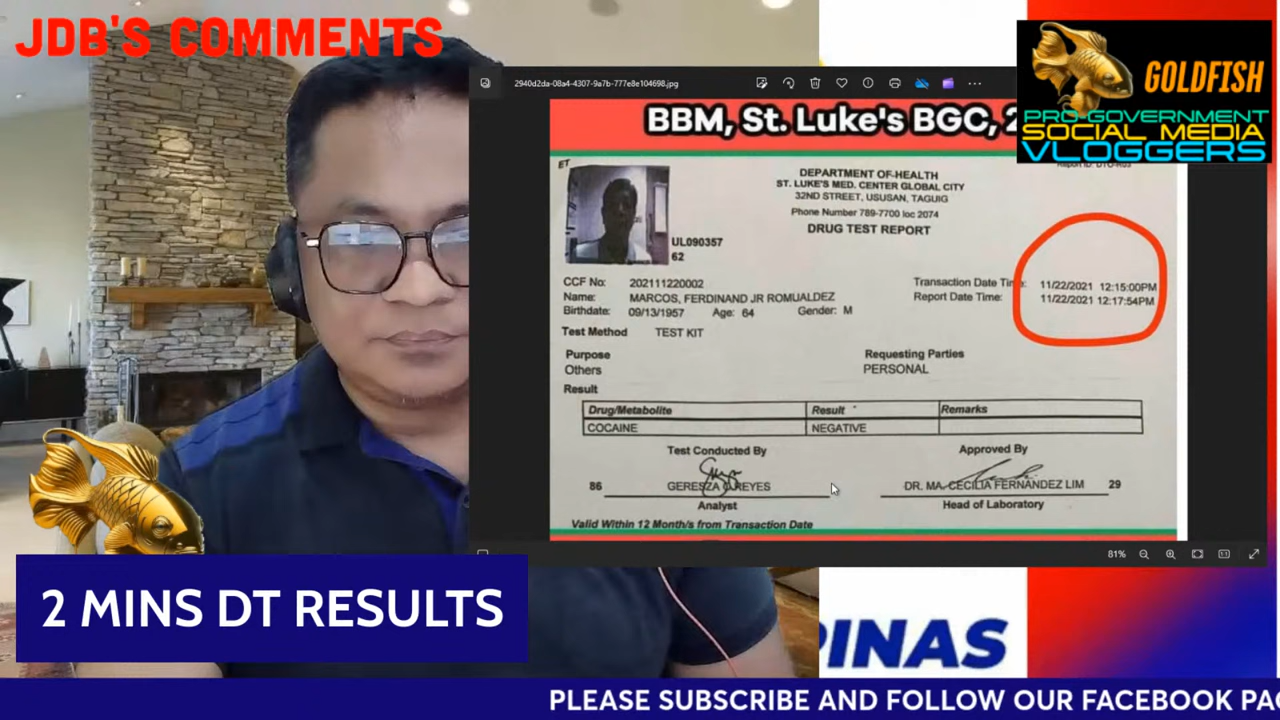 JDB'S COMMENTS
GOLDFISH
PRO-GOVERNMENT
SOCIAL MEDIA
VLOGGERS
2940d2da-08a4-4307-9a7b-777e8e104698.jpg
BBM, St. Luke's BGC, 2
ET
DEPARTMENT OF HEALTH
ST. LUKE'S MED. CENTER GLOBAL CITY
32ND STREET, USUSAN, TAGUIG
Phone Number 789-7700 loc 2074
DRUG TEST REPORT
UL090357
62
CCF No: 202111220002
Name: MARCOS, FERDINAND JR ROMUALDEZ
Birthdate: 09/13/1957 Age: 64 Gender: M
Transaction Date Time: 11/22/2021 12:15:00PM
Report Date Time: 11/22/2021 12:17:54PM
Test Method TEST KIT
Purpose Requesting Parties
Others PERSONAL
Result
Drug/Metabolite Result Remarks
COCAINE NEGATIVE
Test Conducted By Approved By
86 GERESZA REYES DR. MA. CECILIA FERNANDEZ LIM 29
Analyst Head of Laboratory
Valid Within 12 Month/s from Transaction Date
81%
2 MINS DT RESULTS
PINAS
PLEASE SUBSCRIBE AND FOLLOW OUR FACEBOOK PA